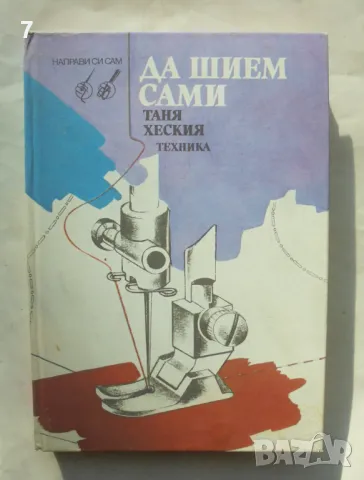 7
НАПРАВИ СИ САМ
ДА ШИЕМ
САМИ
ТАНЯ
ХЕСКИЯ
ТЕХНИКА
BAZAR